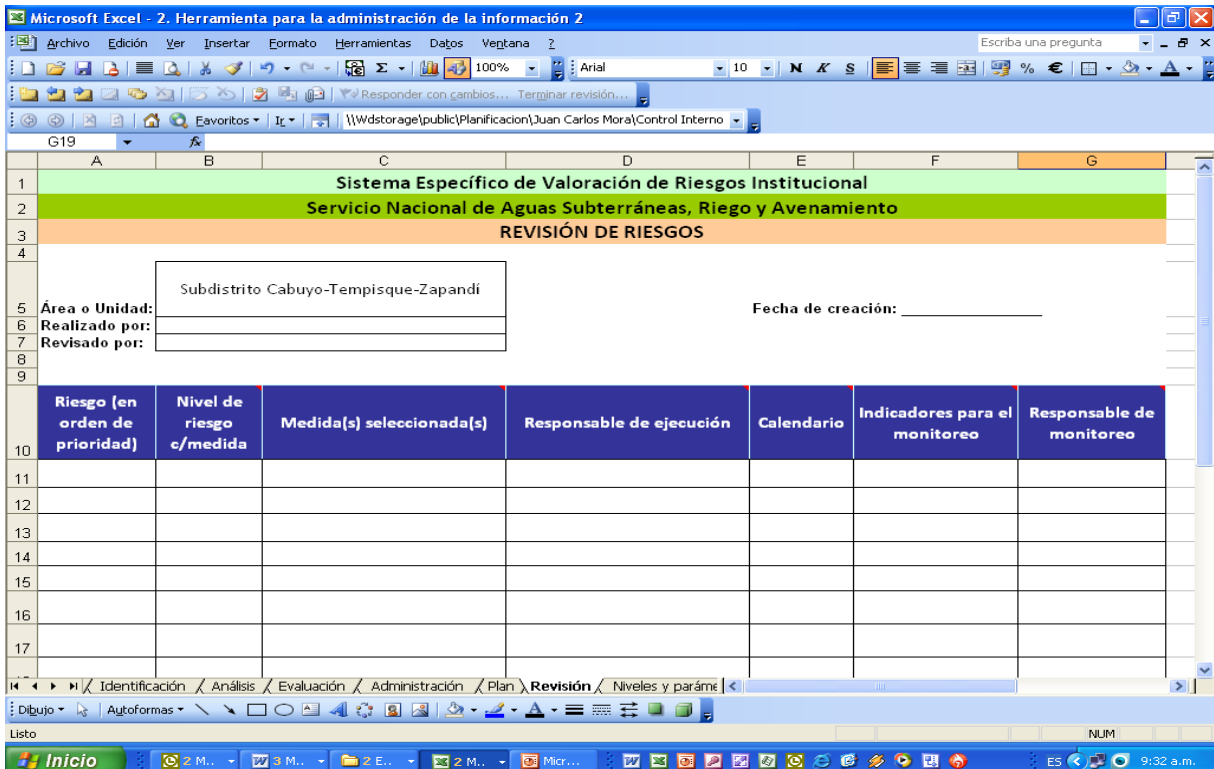 Microsoft Excel - 2. Herramienta para la administración de la información 2
Archivo Edición Ver Insertar Formato Herramientas Datos Ventana ? Escriba una pregunta
100% Arial 10 N K S % €
Responder con cambios... Terminar revisión...
Favoritos Ir \\Wdstorage\public\Planificacion\Juan Carlos Mora\Control Interno
G19 fx
A B C D E F G
1 Sistema Específico de Valoración de Riesgos Institucional
2 Servicio Nacional de Aguas Subterráneas, Riego y Avenamiento
3 REVISIÓN DE RIESGOS
4
5 Área o Unidad: Subdistrito Cabuyo-Tempisque-Zapandí Fecha de creación: _______________
6 Realizado por:
7 Revisado por:
8
9
10 Riesgo (en orden de prioridad) Nivel de riesgo c/medida Medida(s) seleccionada(s) Responsable de ejecución Calendario Indicadores para el monitoreo Responsable de monitoreo
11
12
13
14
15
16
17
Identificación Análisis Evaluación Administración Plan Revisión Niveles y paráme
Dibujo Autoformas
Listo NUM
Inicio 2 M.. 3 M.. 2 E.. 2 M.. Micr... ES 9:32 a.m.